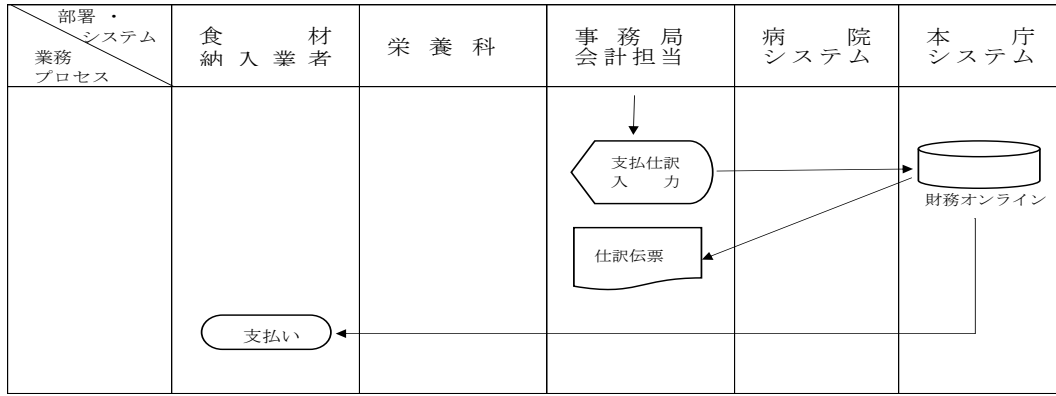 部署・
システム
業務
プロセス
食材
納入業者
栄養科
事務局
会計担当
病院
システム
本庁
システム
支払仕訳
入力
財務オンライン
仕訳伝票
支払い